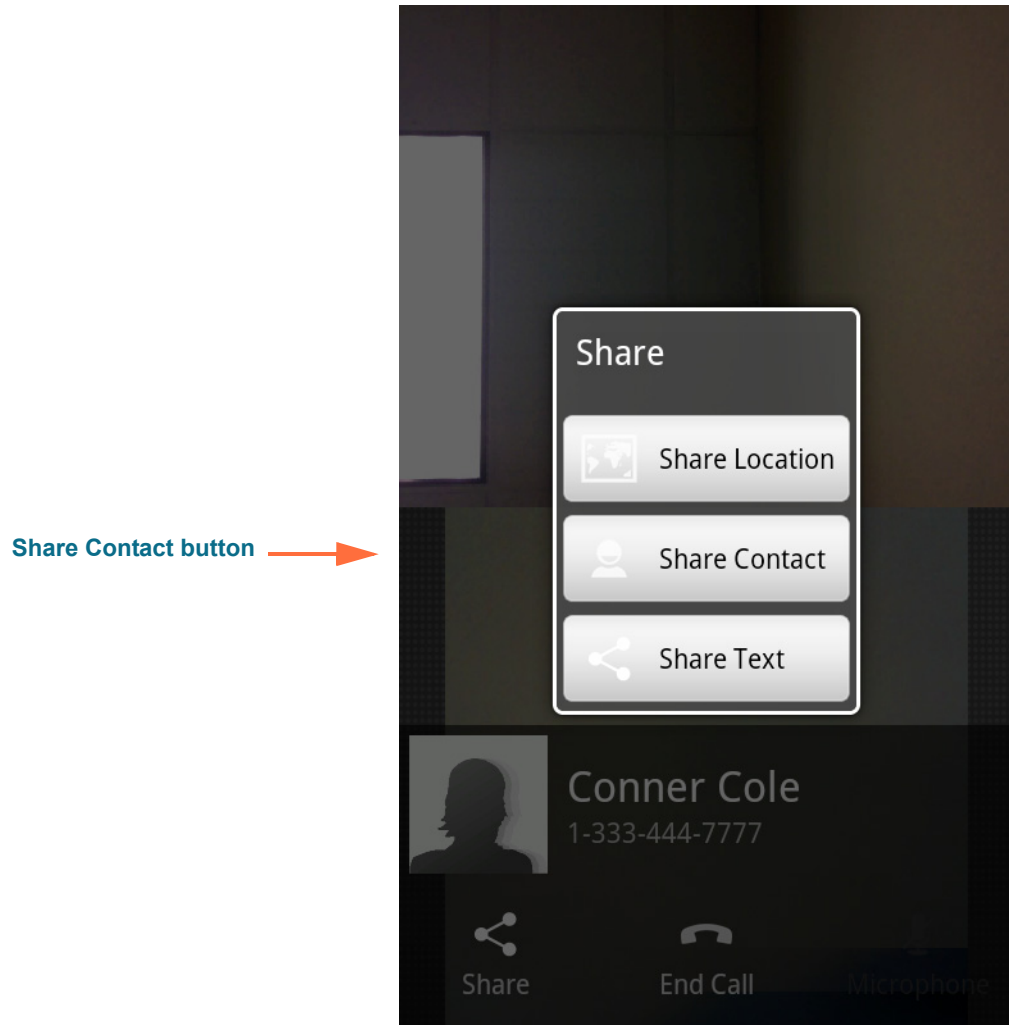 Share
Share Location
Share Contact button
Share Contact
Share Text
Conner Cole
1-333-444-7777
Share
End Call
Microphone